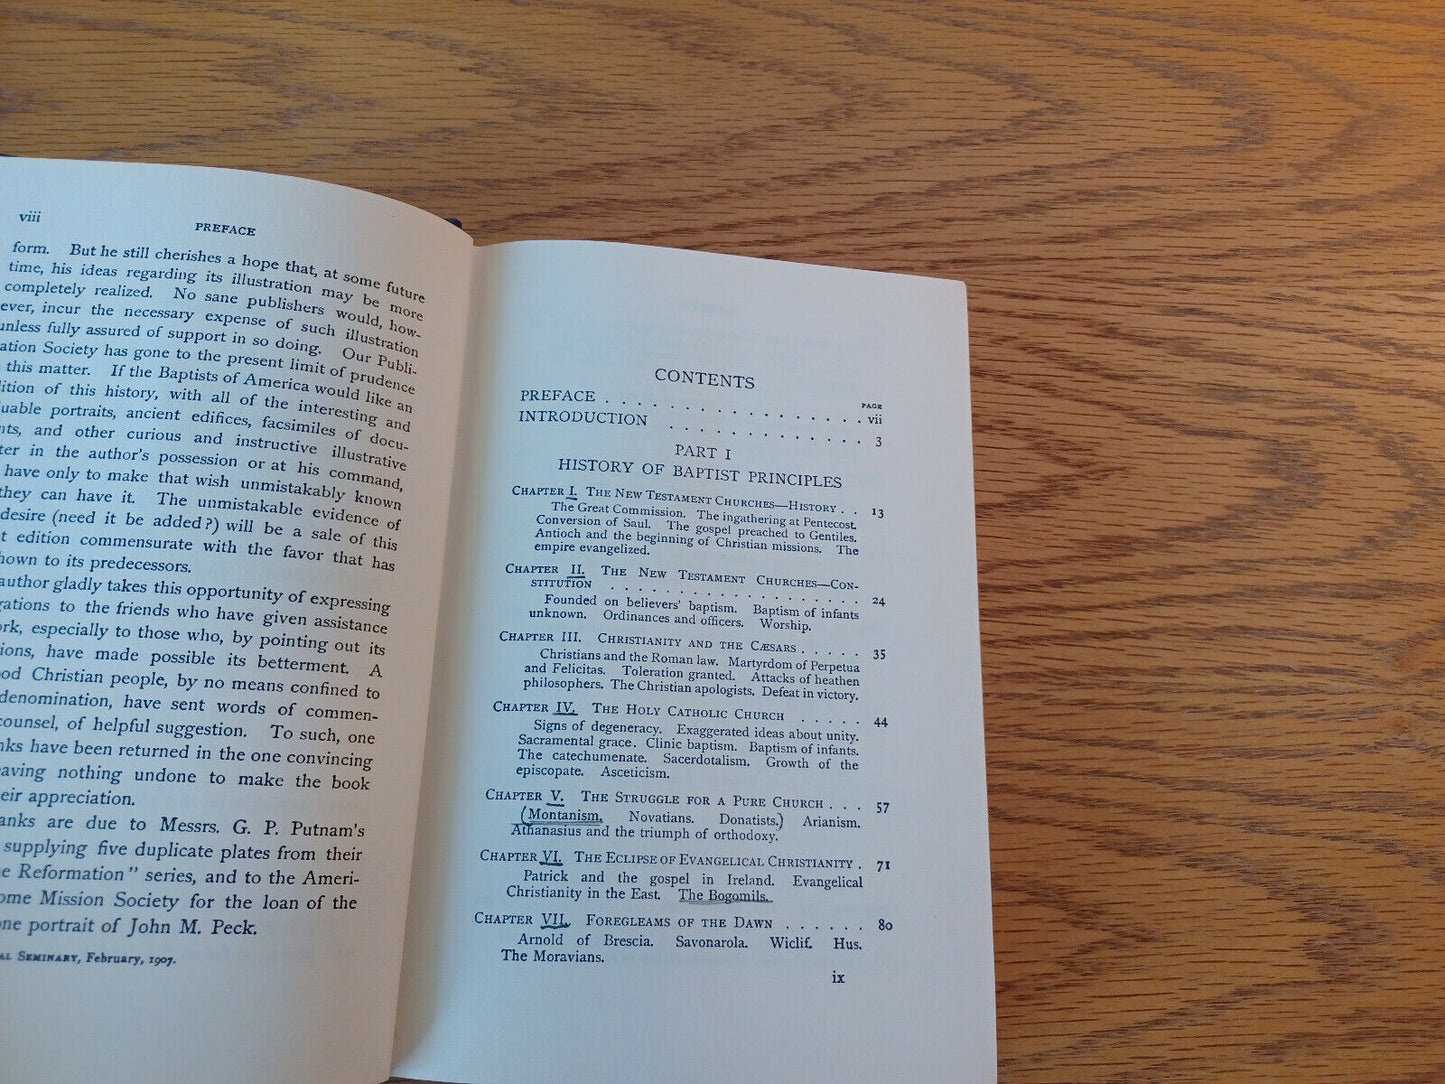 viii
PREFACE
form. But he still cherishes a hope that, at some future
time, his ideas regarding its illustration may be more
completely realized. No sane publishers would, how-
ever, incur the necessary expense of such illustration
unless fully assured of support in so doing. Our Publi-
ation Society has gone to the present limit of prudence
this matter. If the Baptists of America would like an
dition of this history, with all of the interesting and
luable portraits, ancient edifices, facsimiles of docu-
nts, and other curious and instructive illustrative
ter in the author's possession or at his command,
have only to make that wish unmistakably known
they can have it. The unmistakable evidence of
desire (need it be added?) will be a sale of this
t edition commensurate with the favor that has
hown to its predecessors.
author gladly takes this opportunity of expressing
gations to the friends who have given assistance
ork, especially to those who, by pointing out its
ions, have made possible its betterment. A
ood Christian people, by no means confined to
denomination, have sent words of commen-
counsel, of helpful suggestion. To such, one
nks have been returned in the one convincing
eaving nothing undone to make the book
heir appreciation.
anks are due to Messrs. G. P. Putnam's
supplying five duplicate plates from their
he Reformation" series, and to the Ameri-
ome Mission Society for the loan of the
one portrait of John M. Peck.
AL SEMINARY, February, 1907.
CONTENTS
PAGE
PREFACE . . . . . . . . . . . . . . . . . vii
INTRODUCTION . . . . . . . . . . . . . 3
PART I
HISTORY OF BAPTIST PRINCIPLES
CHAPTER I. THE NEW TESTAMENT CHURCHES—HISTORY . . 13
The Great Commission. The ingathering at Pentecost.
Conversion of Saul. The gospel preached to Gentiles.
Antioch and the beginning of Christian missions. The
empire evangelized.
CHAPTER II. THE NEW TESTAMENT CHURCHES—CON-
STITUTION . . . . . . . . . . . . . . . . . . 24
Founded on believers' baptism. Baptism of infants
unknown. Ordinances and officers. Worship.
CHAPTER III. CHRISTIANITY AND THE CÆSARS . . . . . 35
Christians and the Roman law. Martyrdom of Perpetua
and Felicitas. Toleration granted. Attacks of heathen
philosophers. The Christian apologists. Defeat in victory.
CHAPTER IV. THE HOLY CATHOLIC CHURCH . . . . . 44
Signs of degeneracy. Exaggerated ideas about unity.
Sacramental grace. Clinic baptism. Baptism of infants.
The catechumenate. Sacerdotalism. Growth of the
episcopate. Asceticism.
CHAPTER V. THE STRUGGLE FOR A PURE CHURCH . . . 57
(Montanism. Novatians. Donatists.) Arianism.
Athanasius and the triumph of orthodoxy.
CHAPTER VI. THE ECLIPSE OF EVANGELICAL CHRISTIANITY . 71
Patrick and the gospel in Ireland. Evangelical
Christianity in the East. The Bogomils.
CHAPTER VII. FOREGLEAMS OF THE DAWN . . . . . . 80
Arnold of Brescia. Savonarola. Wiclif. Hus.
The Moravians.
ix